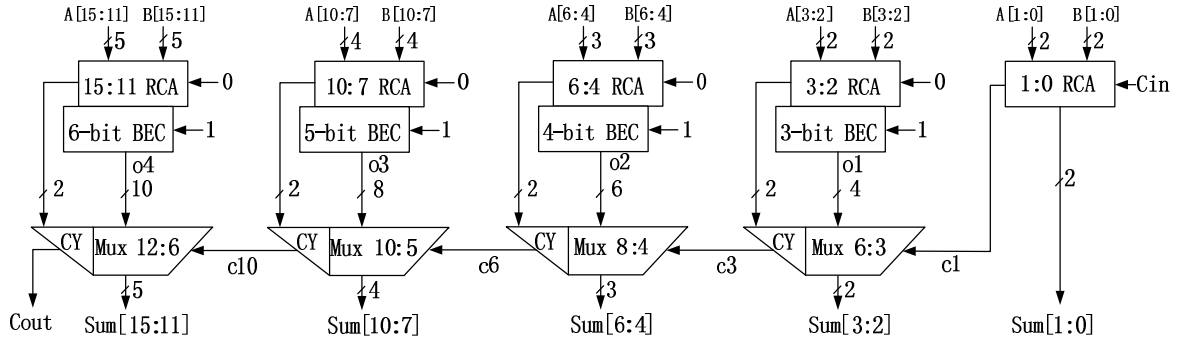 A[15:11] B[15:11] A[10:7] B[10:7] A[6:4] B[6:4] A[3:2] B[3:2] A[1:0] B[1:0]
5 5 4 4 3 3 2 2 2 2
15:11 RCA 0 10:7 RCA 0 6:4 RCA 0 3:2 RCA 0 1:0 RCA Cin
6-bit BEC 1 5-bit BEC 1 4-bit BEC 1 3-bit BEC 1
o4 o3 o2 o1
2 10 2 8 2 6 2 4 2
CY Mux 12:6 CY Mux 10:5 CY Mux 8:4 CY Mux 6:3
c10 c6 c3 c1
5 4 3 2
Cout Sum[15:11] Sum[10:7] Sum[6:4] Sum[3:2] Sum[1:0]